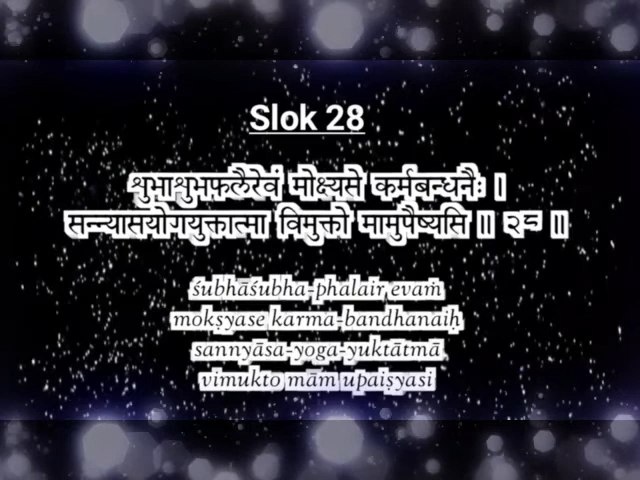 Slok 28
शुभाशुभफलैरेवं मोक्ष्यसे कर्मबन्धनैः ।
सन्न्यासयोगयुक्तात्मा विमुक्तो मामुपैष्यसि ॥ २८ ॥
śubhāśubha-phalair evaṁ
mokṣyase karma-bandhanaiḥ
sannyāsa-yoga-yuktātmā
vimukto mām upaiṣyasi